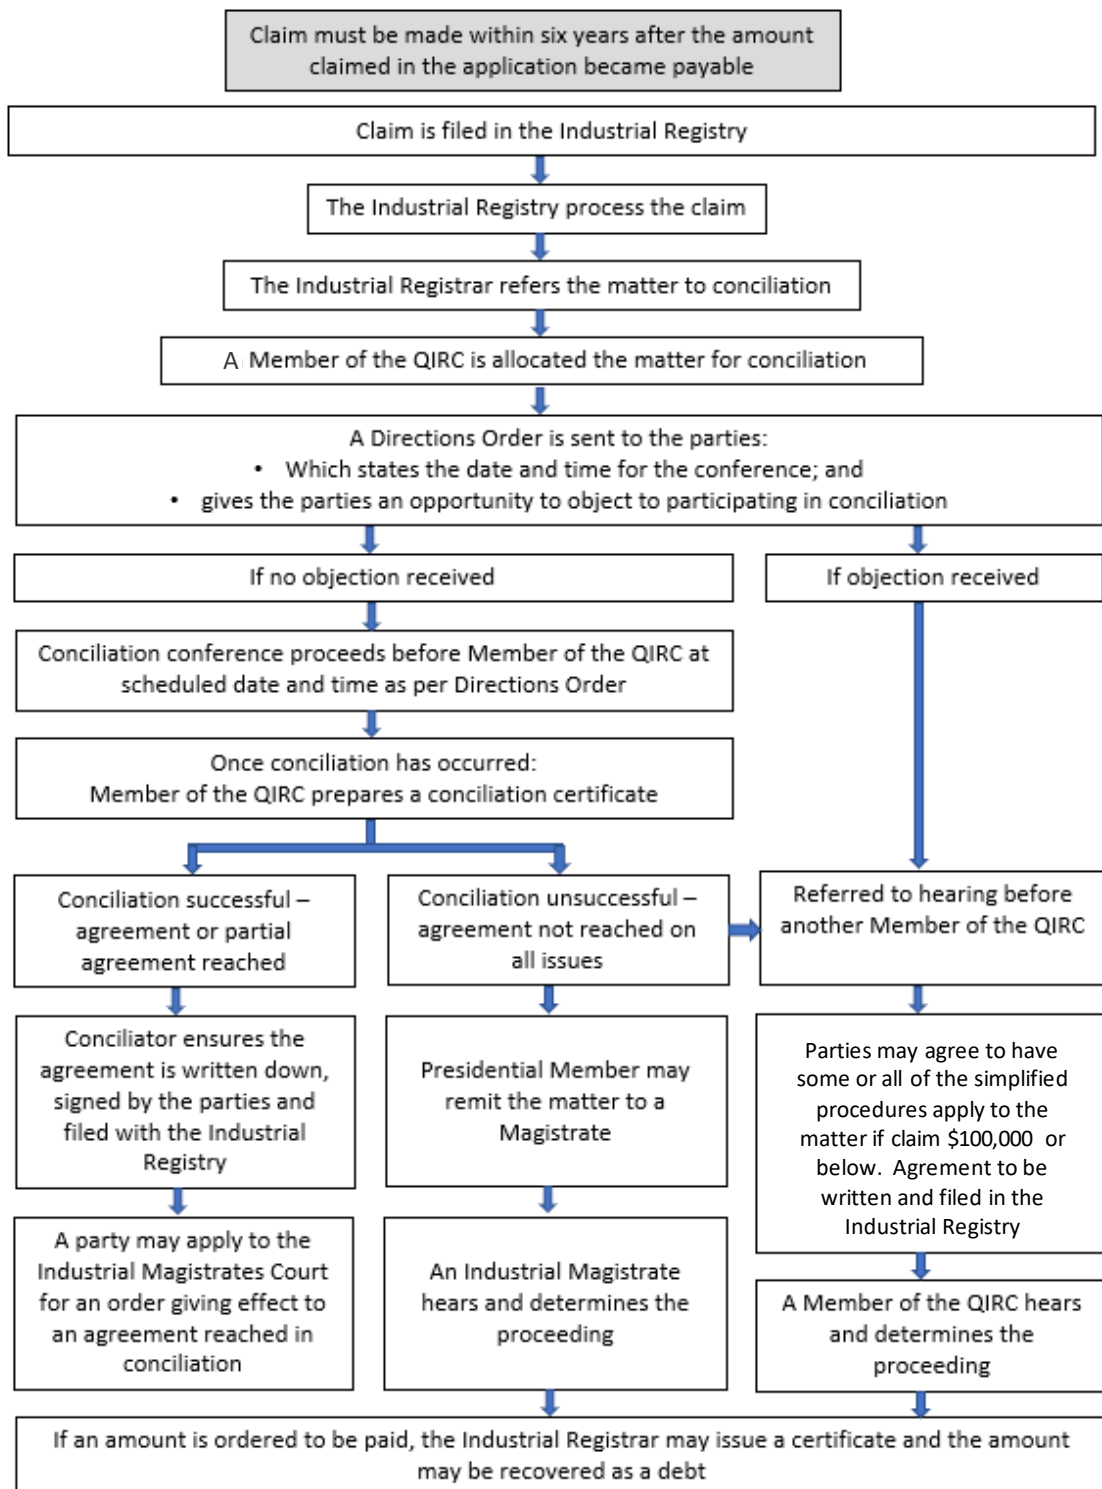 Claim must be made within six years after the amount
claimed in the application became payable
Claim is filed in the Industrial Registry
The Industrial Registry process the claim
The Industrial Registrar refers the matter to conciliation
A Member of the QIRC is allocated the matter for conciliation
A Directions Order is sent to the parties:
• Which states the date and time for the conference; and
• gives the parties an opportunity to object to participating in conciliation
If no objection received
If objection received
Conciliation conference proceeds before Member of the QIRC at
scheduled date and time as per Directions Order
Once conciliation has occurred:
Member of the QIRC prepares a conciliation certificate
Conciliation successful –
agreement or partial
agreement reached
Conciliation unsuccessful –
agreement not reached on
all issues
Referred to hearing before
another Member of the QIRC
Conciliator ensures the
agreement is written down,
signed by the parties and
filed with the Industrial
Registry
Presidential Member may
remit the matter to a
Magistrate
Parties may agree to have
some or all of the simplified
procedures apply to the
matter if claim $100,000 or
below. Agrement to be
written and filed in the
Industrial Registry
A party may apply to the
Industrial Magistrates Court
for an order giving effect to
an agreement reached in
conciliation
An Industrial Magistrate
hears and determines the
proceeding
A Member of the QIRC hears
and determines the
proceeding
If an amount is ordered to be paid, the Industrial Registrar may issue a certificate and the amount
may be recovered as a debt